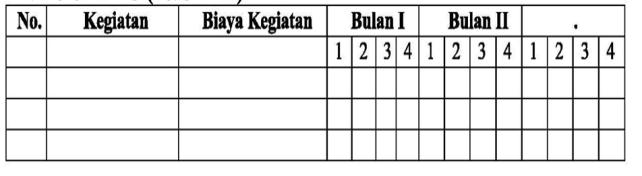 No. Kegiatan Biaya Kegiatan Bulan I Bulan II .
1 2 3 4 1 2 3 4 1 2 3 4